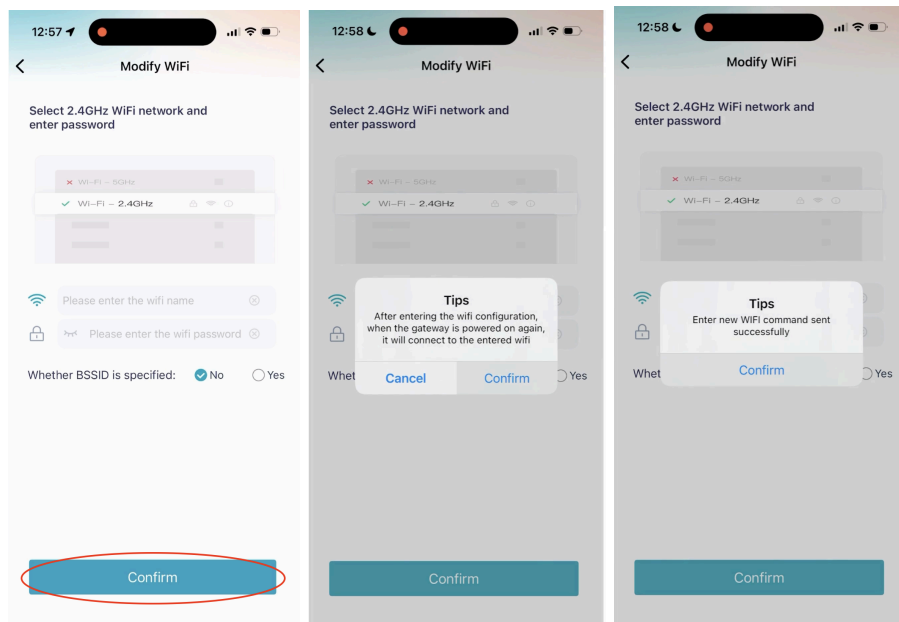 12:57
Modify WiFi
Select 2.4GHz WiFi network and
enter password
Wi-Fi - 5GHz
Wi-Fi - 2.4GHz
Please enter the wifi name
Please enter the wifi password
Whether BSSID is specified: No Yes
Confirm
12:58
Modify WiFi
Select 2.4GHz WiFi network and
enter password
Wi-Fi - 5GHz
Wi-Fi - 2.4GHz
Tips
After entering the wifi configuration,
when the gateway is powered on again,
it will connect to the entered wifi
Cancel Confirm
Whet Yes
Confirm
12:58
Modify WiFi
Select 2.4GHz WiFi network and
enter password
Wi-Fi - 5GHz
Wi-Fi - 2.4GHz
Tips
Enter new WIFI command sent
successfully
Confirm
Whet Yes
Confirm